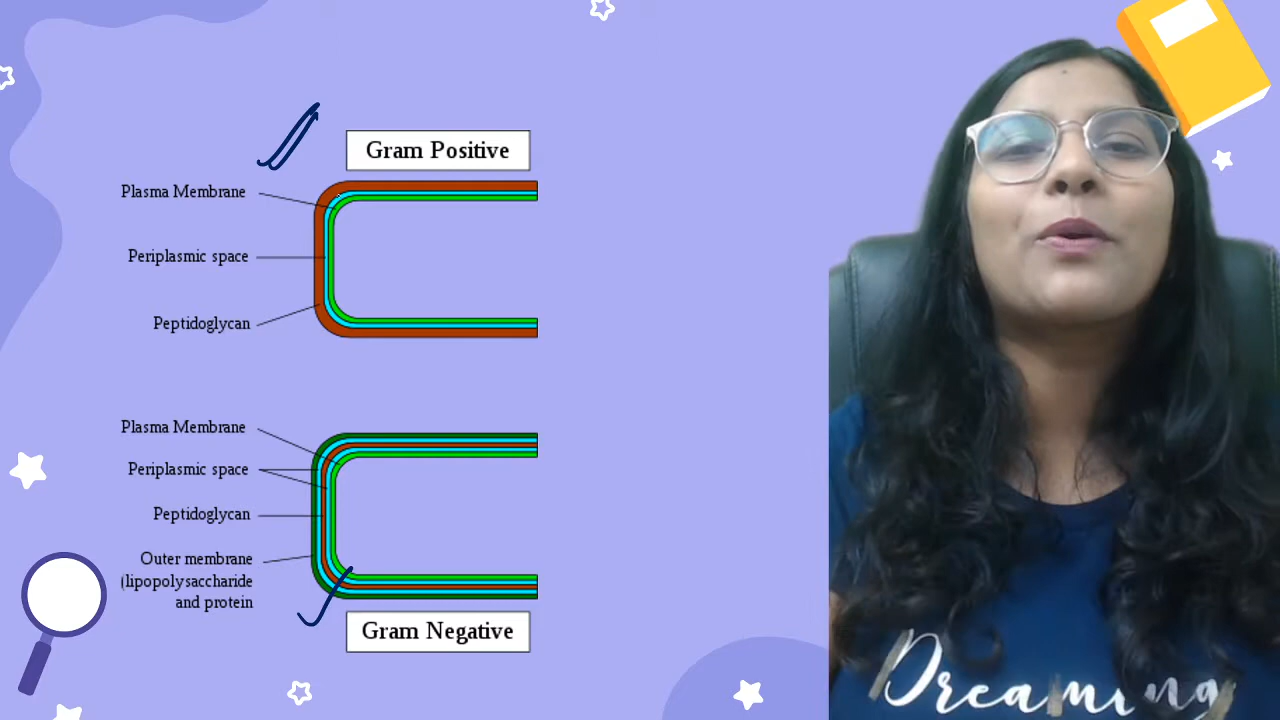 Gram Positive
Plasma Membrane
Periplasmic space
Peptidoglycan
Plasma Membrane
Periplasmic space
Peptidoglycan
Outer membrane
(lipopolysaccharide
and protein
Gram Negative
Dreaming